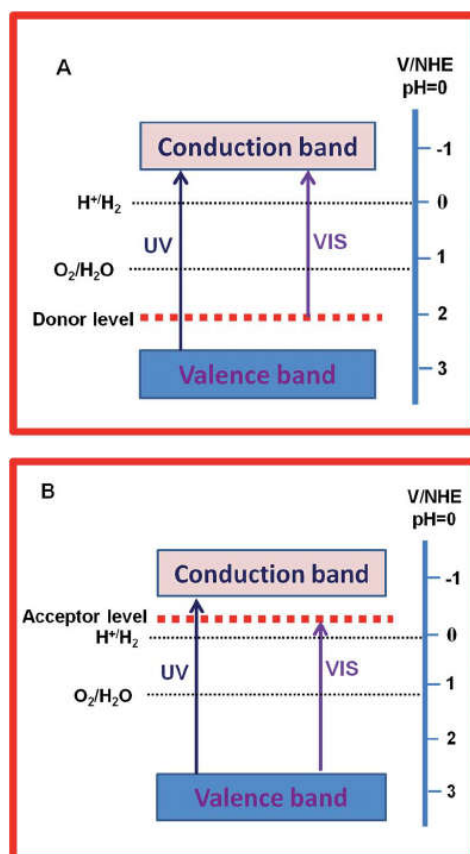 A
V/NHE
pH=0
Conduction band
-1
H⁺/H₂
0
UV
VIS
1
O₂/H₂O
Donor level
2
Valence band
3
B
V/NHE
pH=0
Conduction band
-1
Acceptor level
H⁺/H₂
0
UV
VIS
1
O₂/H₂O
2
Valence band
3